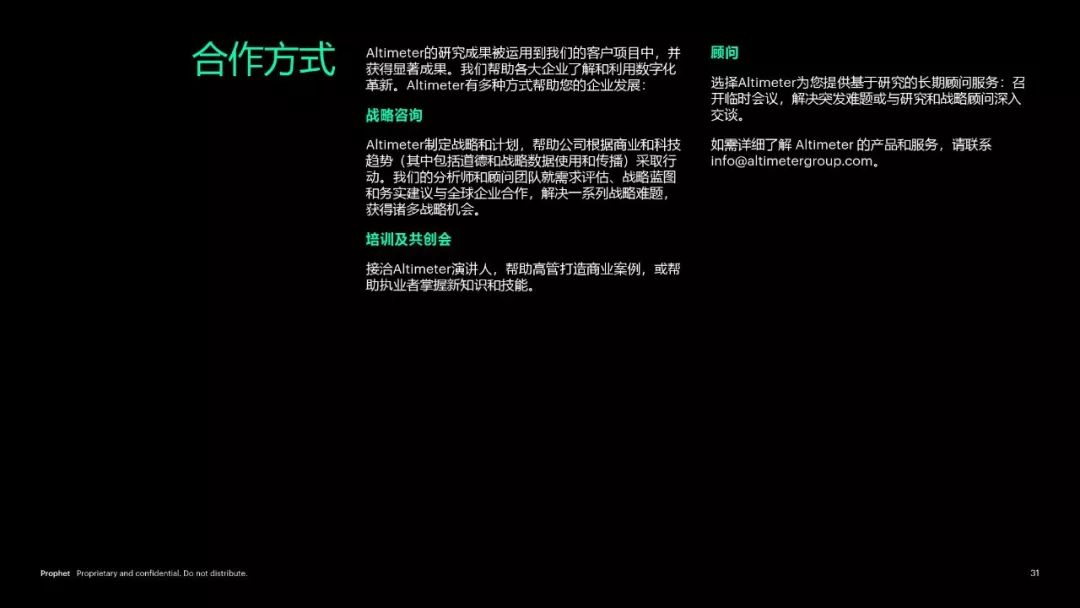 合作方式
Altimeter的研究成果被运用到我们的客户项目中，并
获得显著成果。我们帮助各大企业了解和利用数字化
革新。Altimeter有多种方式帮助您的企业发展：
战略咨询
Altimeter制定战略和计划，帮助公司根据商业和科技
趋势（其中包括道德和战略数据使用和传播）采取行
动。我们的分析师和顾问团队就需求评估、战略蓝图
和务实建议与全球企业合作，解决一系列战略难题，
获得诸多战略机会。
培训及共创会
接洽Altimeter演讲人，帮助高管打造商业案例，或帮
助执业者掌握新知识和技能。
顾问
选择Altimeter为您提供基于研究的长期顾问服务：召
开临时会议，解决突发难题或与研究和战略顾问深入
交谈。
如需详细了解 Altimeter 的产品和服务，请联系
info@altimetergroup.com。
Prophet Proprietary and confidential. Do not distribute.
31